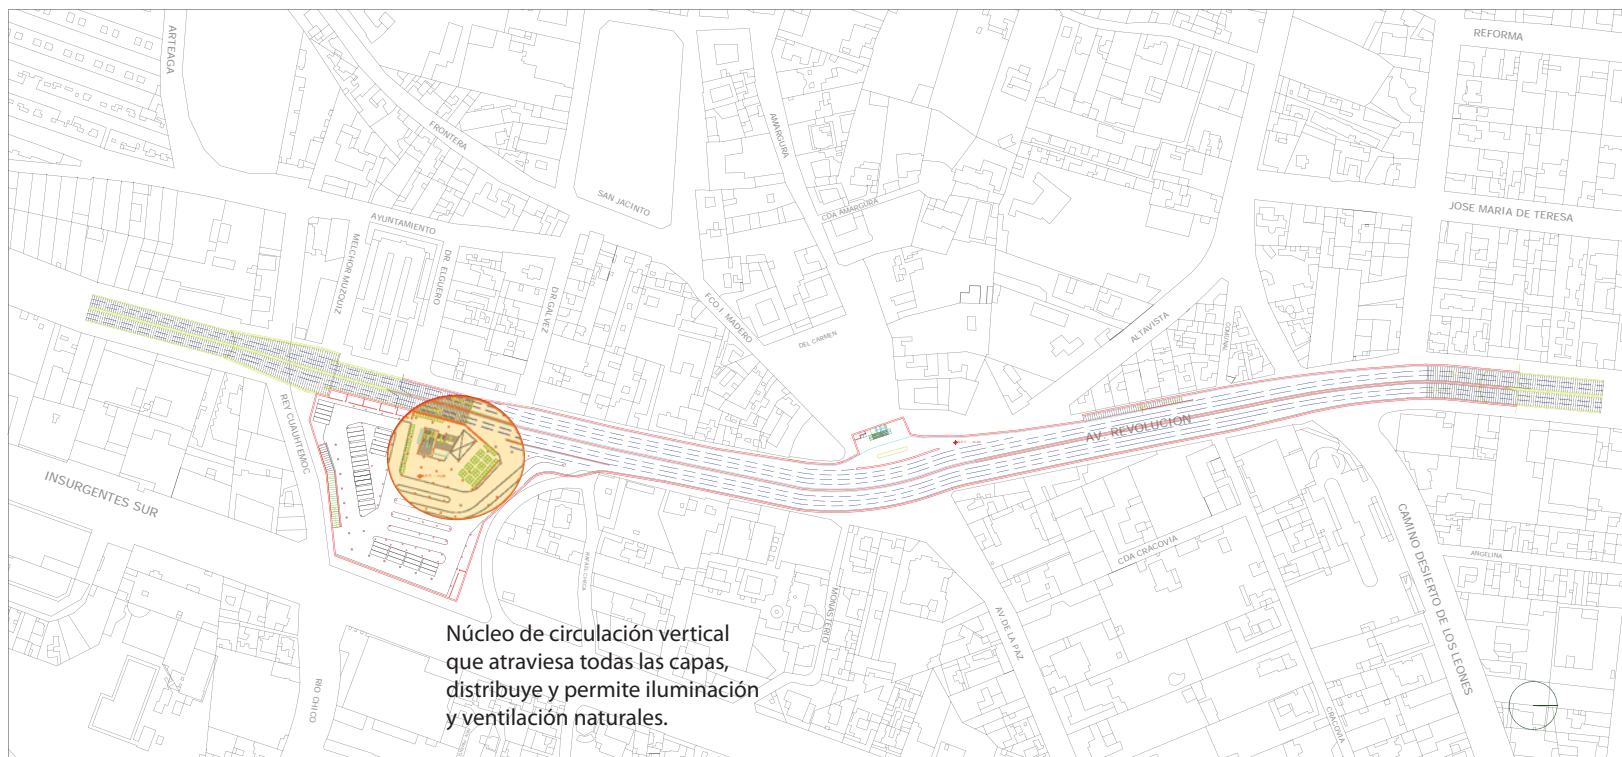 ARTEAGA
REFORMA
FRONTERA
AMARGURA
SAN JACINTO
CDA AMARGURA
JOSE MARIA DE TERESA
AYUNTAMIENTO
MELCHOR MUZQUIZ
DR. ELGUERO
DR GALVEZ
FCO. I. MADERO
DEL CARMEN
ALTAVISTA
AV. REVOLUCION
REY CUAUHTEMOC
INSURGENTES SUR
CDA CRACOVIA
CAMINO DESIERTO DE LOS LEONES
ANGELINA
MONASTERIO
AV DE LA PAZ
RIO CHICO
CRACOVIA
Núcleo de circulación vertical
que atraviesa todas las capas,
distribuye y permite iluminación
y ventilación naturales.